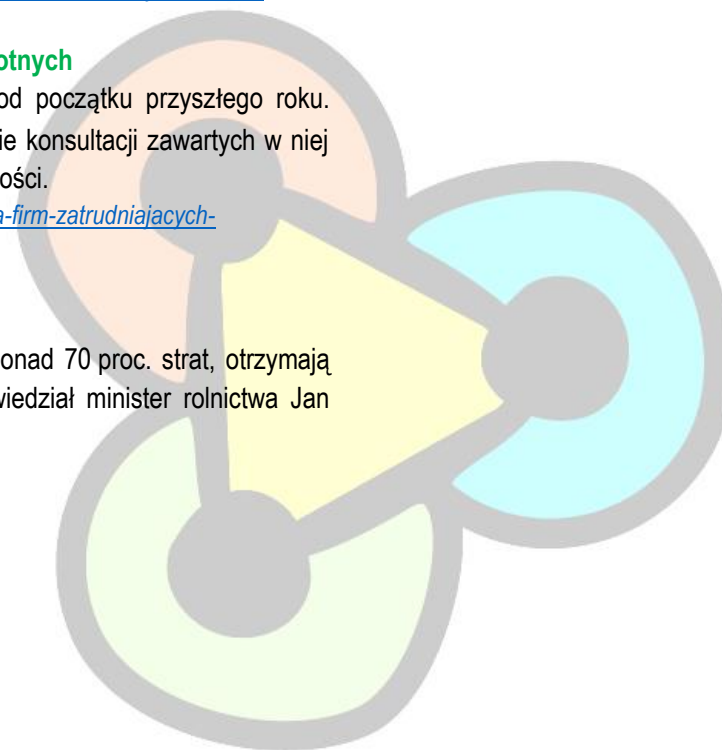 otnych
od początku przyszłego roku.
ie konsultacji zawartych w niej
ości.
a-firm-zatrudniajacych-
onad 70 proc. strat, otrzymają
wiedział minister rolnictwa Jan